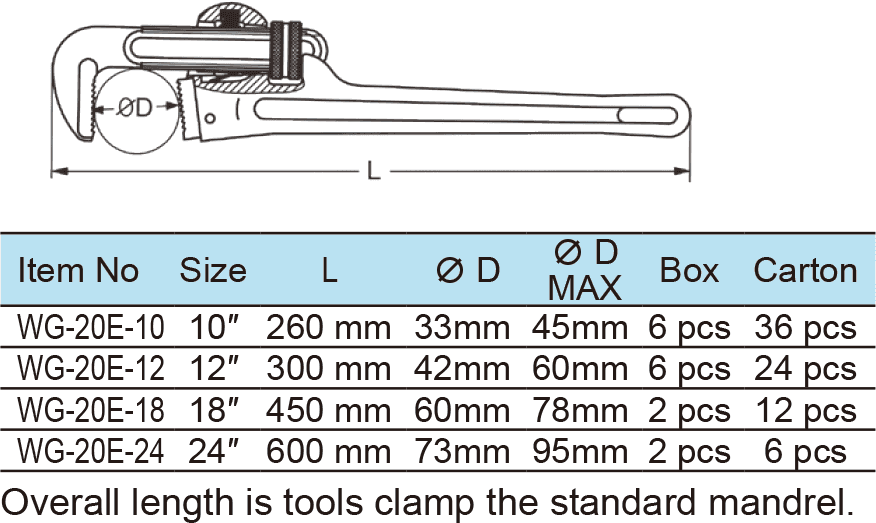 ØD
L
Item No Size L Ø D Ø D MAX Box Carton
WG-20E-10 10″ 260 mm 33mm 45mm 6 pcs 36 pcs
WG-20E-12 12″ 300 mm 42mm 60mm 6 pcs 24 pcs
WG-20E-18 18″ 450 mm 60mm 78mm 2 pcs 12 pcs
WG-20E-24 24″ 600 mm 73mm 95mm 2 pcs 6 pcs
Overall length is tools clamp the standard mandrel.